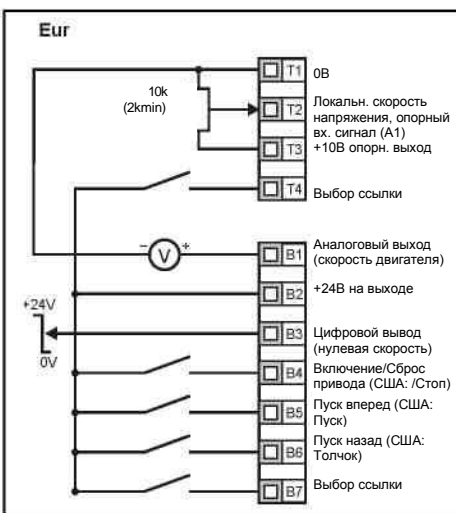 Eur
10k
(2kmin)
T1
0В
T2
Локальн. скорость
напряжения, опорный
вх. сигнал (A1)
T3
+10В опорн. выход
T4
Выбор ссылки
− V +
B1
Аналоговый выход
(скорость двигателя)
B2
+24В на выходе
+24V
0V
B3
Цифровой вывод
(нулевая скорость)
B4
Включение/Сброс
привода (США: /Стоп)
B5
Пуск вперед (США:
Пуск)
B6
Пуск назад (США:
Толчок)
B7
Выбор ссылки